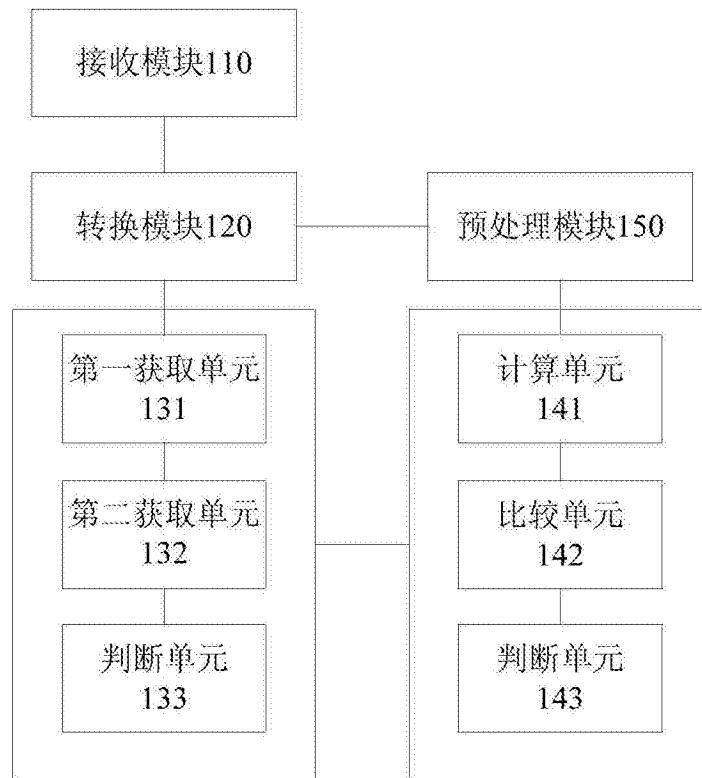 接收模块110
转换模块120
预处理模块150
第一获取单元
131
第二获取单元
132
判断单元
133
计算单元
141
比较单元
142
判断单元
143